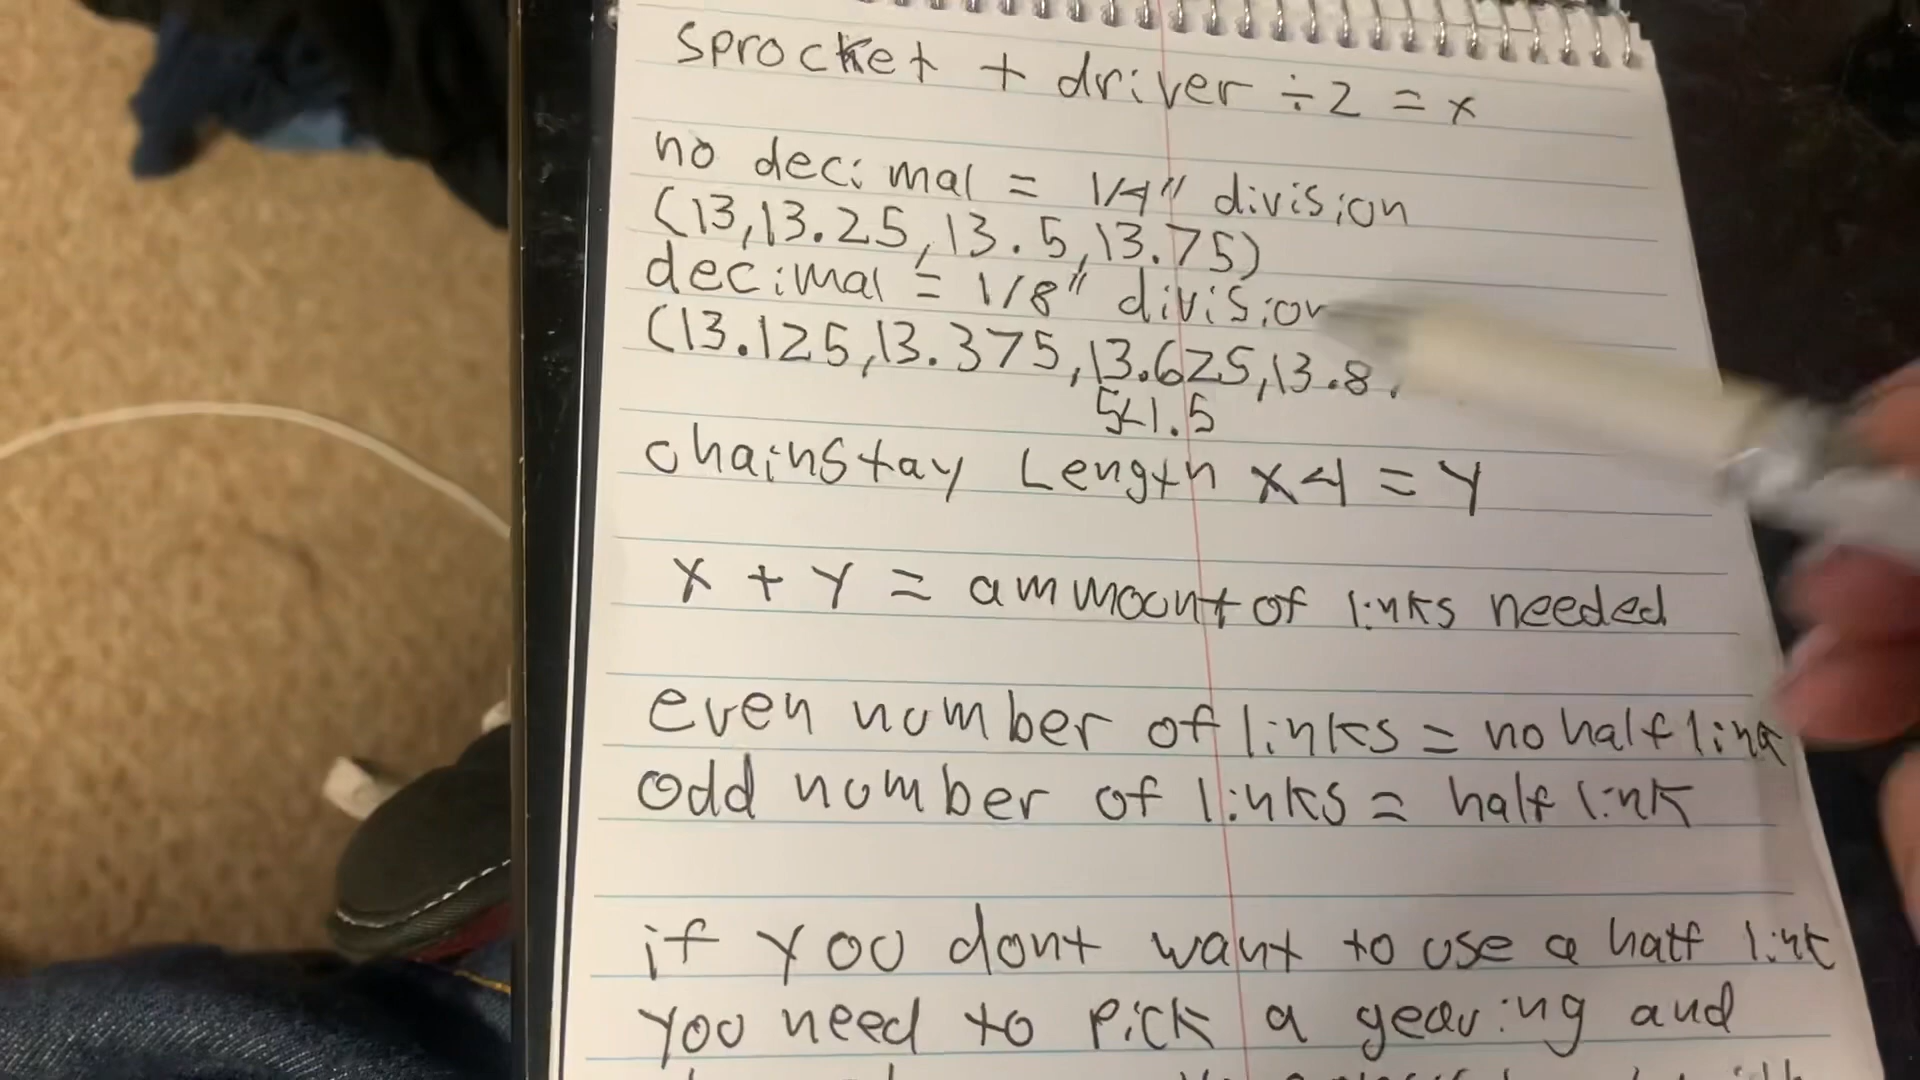 sprocket + driver ÷ 2 = x
no decimal = 1/4" division
(13, 13.25, 13.5, 13.75)
decimal = 1/8" division
(13.125, 13.375, 13.625, 13.8
54.5
chainstay Length x4 = Y
x + Y = ammount of links needed
even number of links = no half link
odd number of links = half link
if you dont want to use a half link
you need to pick a gearing and